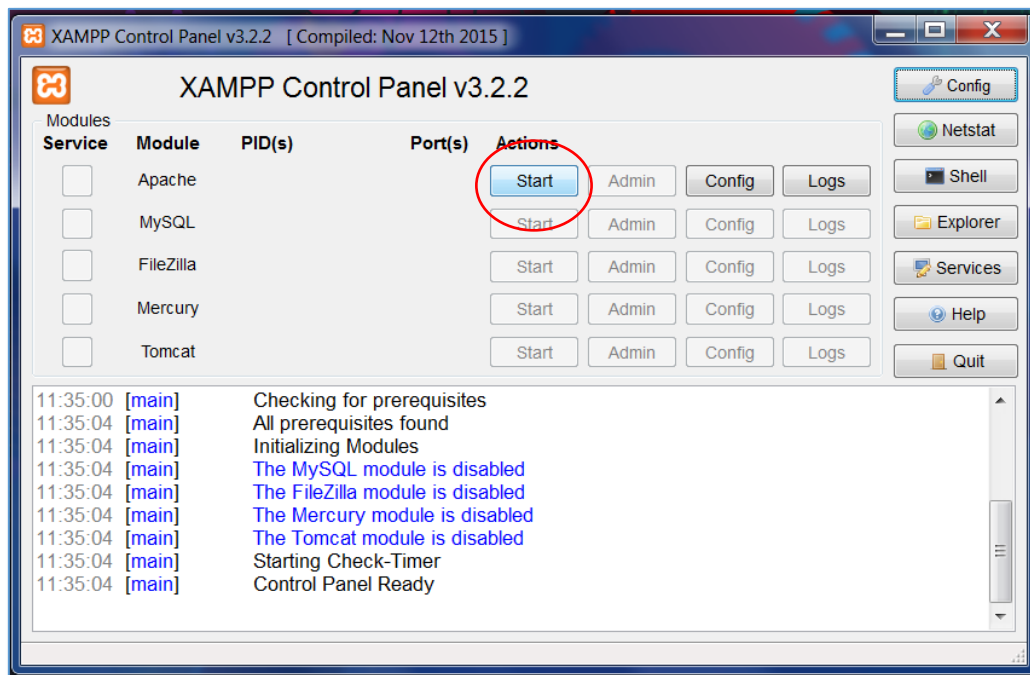 XAMPP Control Panel v3.2.2 [ Compiled: Nov 12th 2015 ]
XAMPP Control Panel v3.2.2
Config
Modules
Netstat
Service Module PID(s) Port(s) Actions
Apache Start Admin Config Logs
Shell
MySQL Start Admin Config Logs
Explorer
FileZilla Start Admin Config Logs
Services
Mercury Start Admin Config Logs
Help
Tomcat Start Admin Config Logs
Quit
11:35:00 [main] Checking for prerequisites
11:35:04 [main] All prerequisites found
11:35:04 [main] Initializing Modules
11:35:04 [main] The MySQL module is disabled
11:35:04 [main] The FileZilla module is disabled
11:35:04 [main] The Mercury module is disabled
11:35:04 [main] The Tomcat module is disabled
11:35:04 [main] Starting Check-Timer
11:35:04 [main] Control Panel Ready